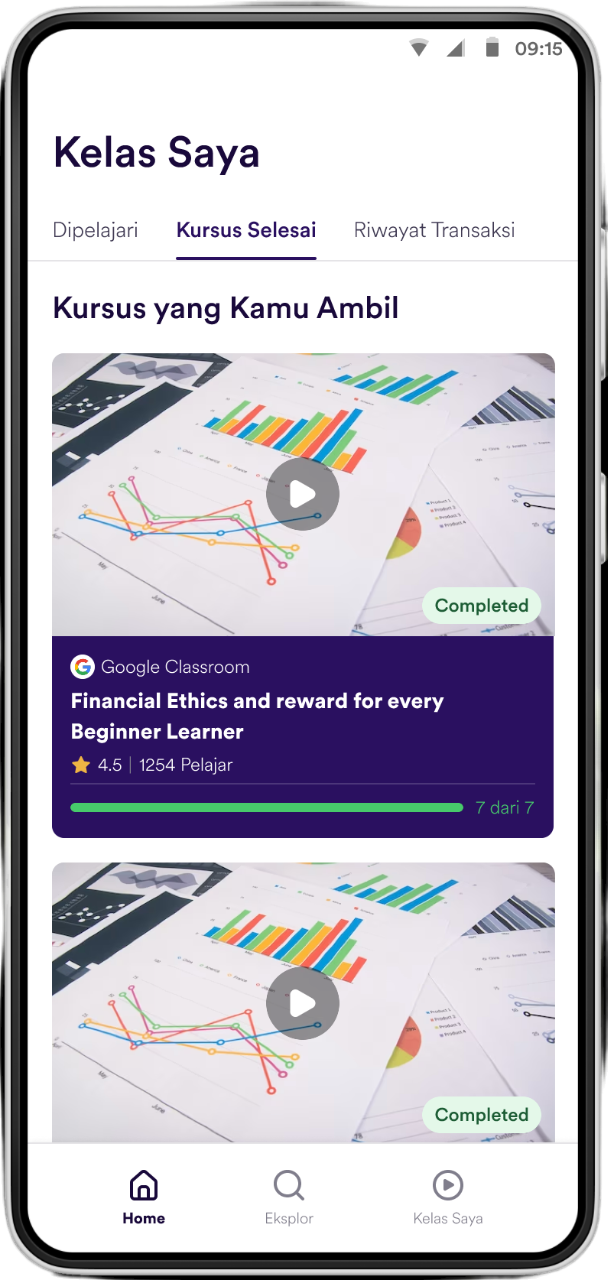 09:15
Kelas Saya
Dipelajari
Kursus Selesai
Riwayat Transaksi
Kursus yang Kamu Ambil
Completed
Google Classroom
Financial Ethics and reward for every
Beginner Learner
4.5 | 1254 Pelajar
7 dari 7
Completed
Home
Eksplor
Kelas Saya